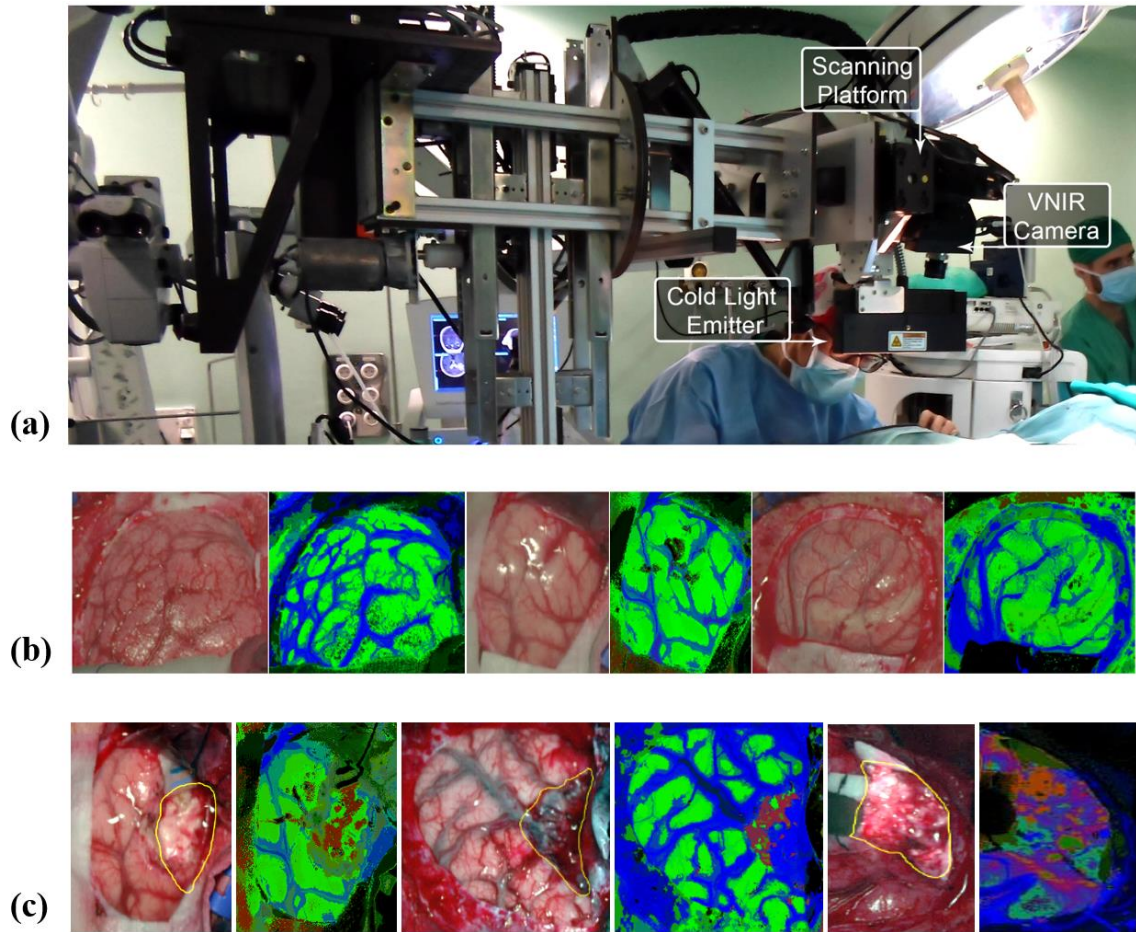 Scanning
Platform
VNIR
Camera
Cold Light
Emitter
(a)
(b)
(c)